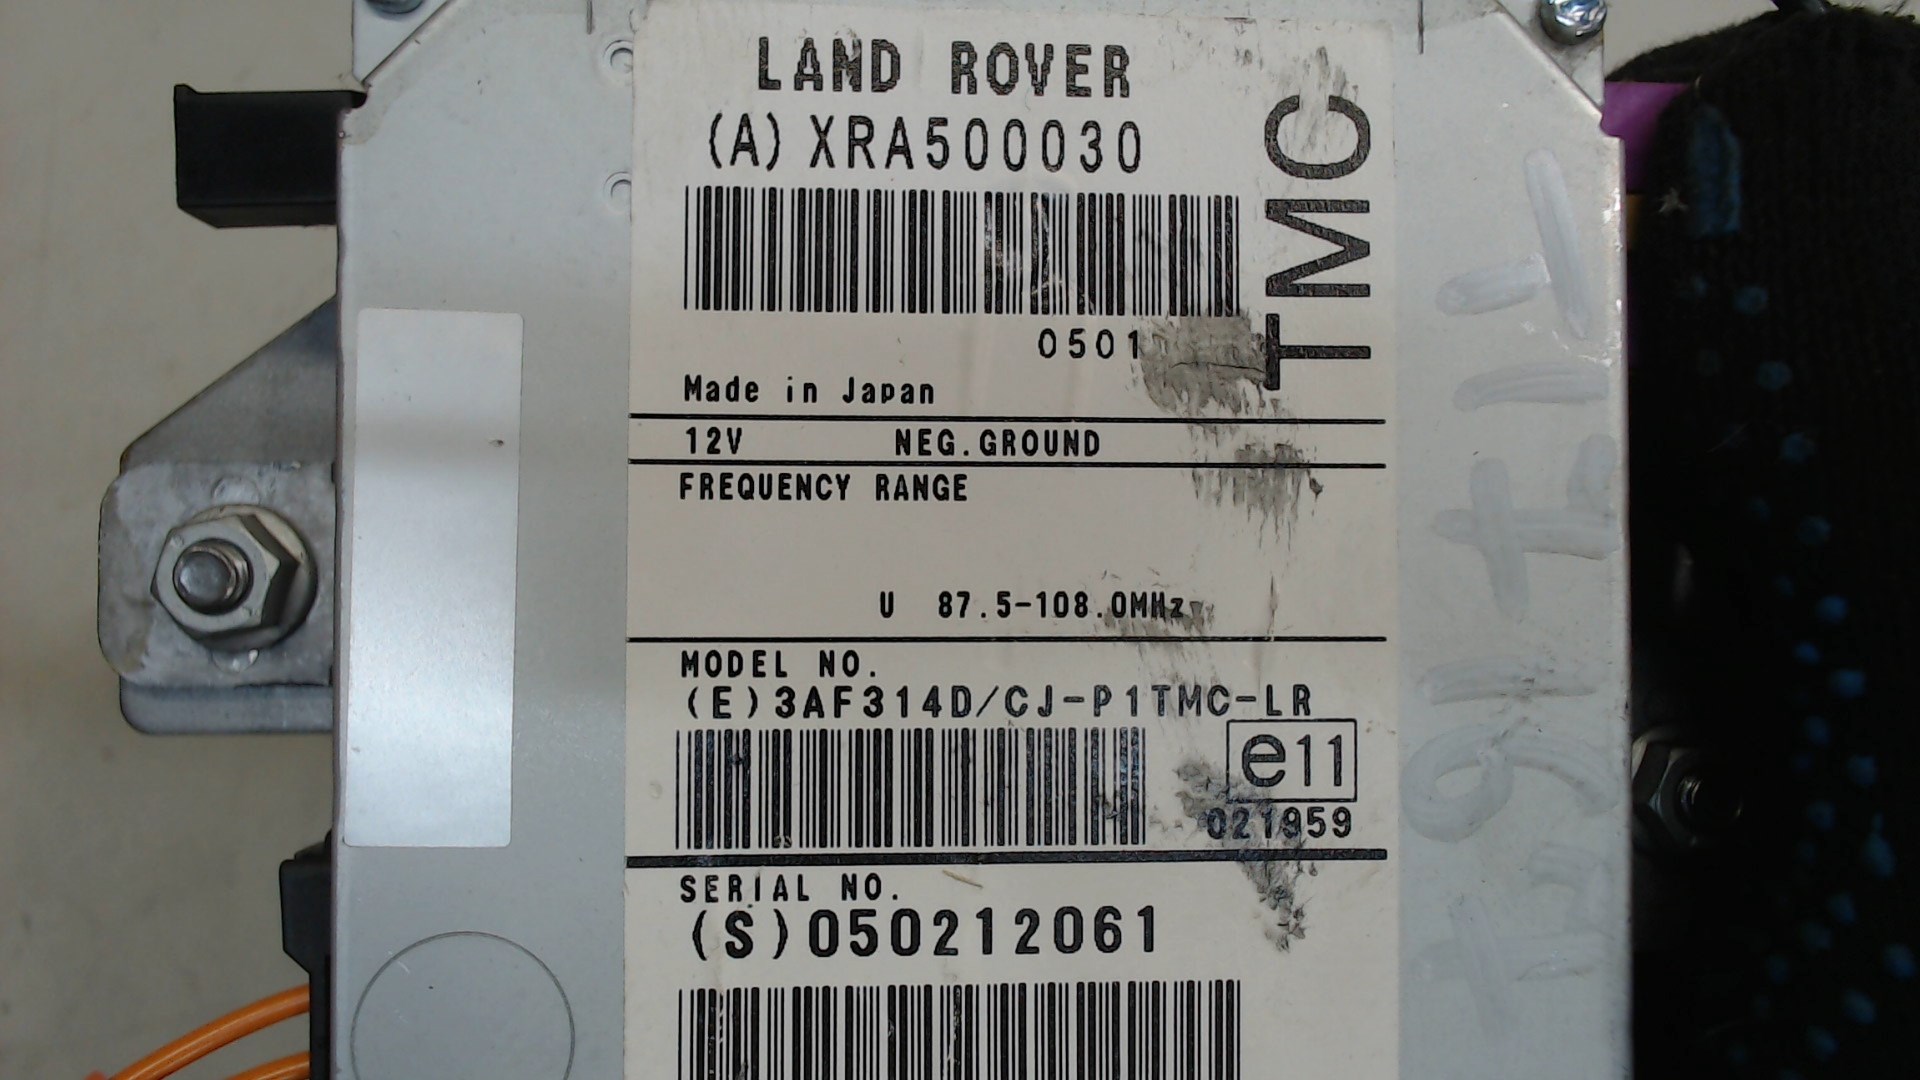 LAND ROVER
(A) XRA500030
TMC
0501
Made in Japan
12V NEG.GROUND
FREQUENCY RANGE
U 87.5-108.0MHz
MODEL NO.
(E)3AF314D/CJ-P1TMC-LR
e11
021959
SERIAL NO.
(S)050212061